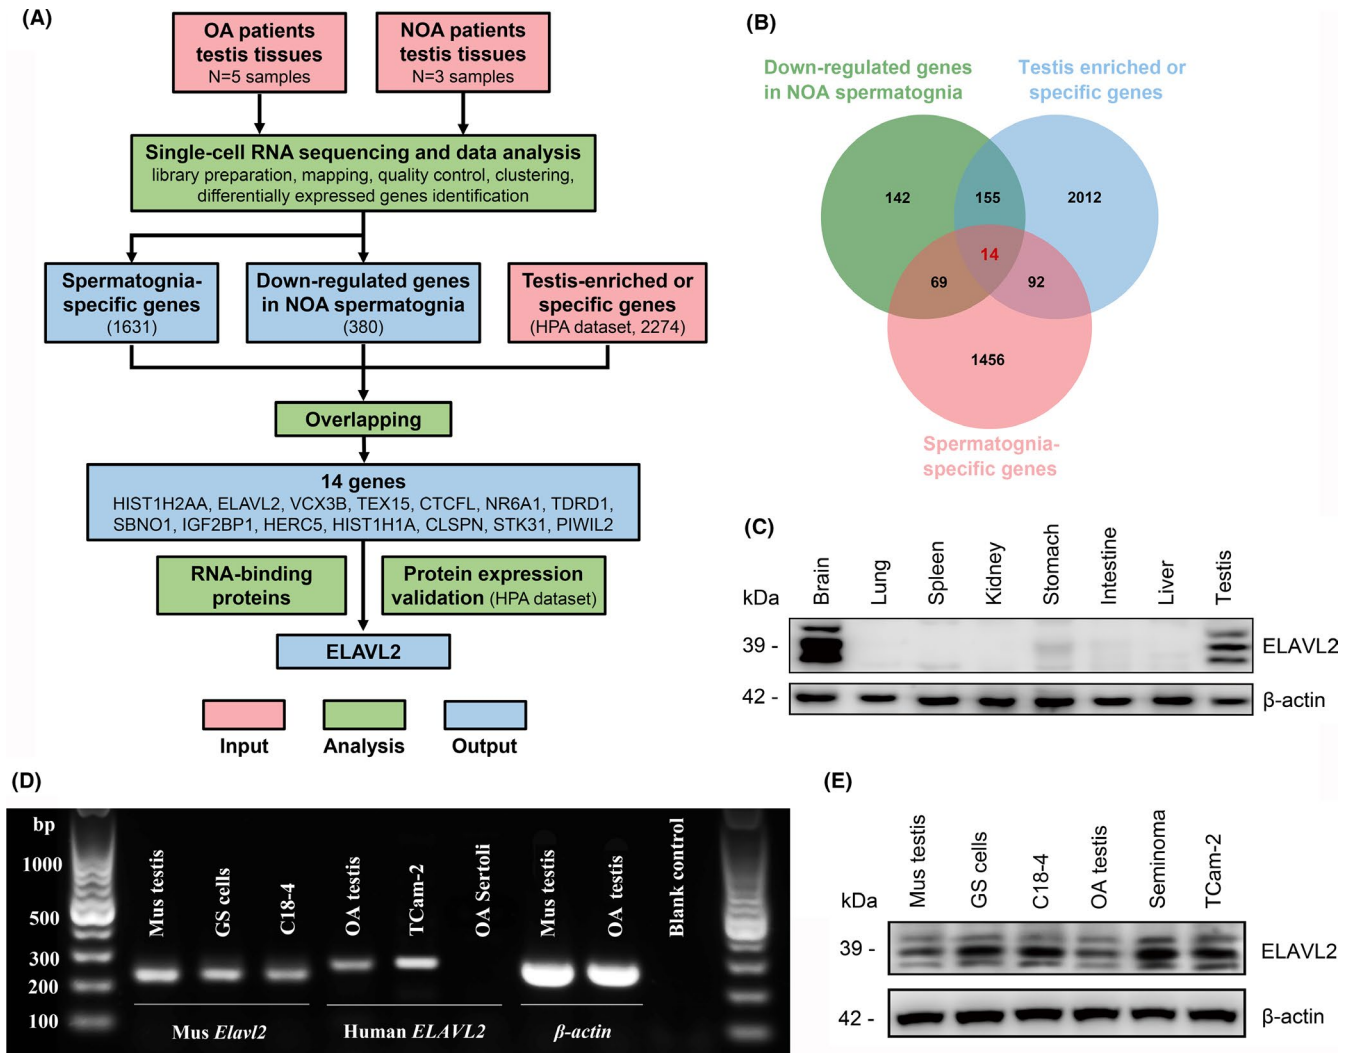 (A)
OA patients
testis tissues
N=5 samples
NOA patients
testis tissues
N=3 samples
Single-cell RNA sequencing and data analysis
library preparation, mapping, quality control, clustering,
differentially expressed genes identification
Spermatognia-
specific genes
(1631)
Down-regulated genes
in NOA spermatognia
(380)
Testis-enriched or
specific genes
(HPA dataset, 2274)
Overlapping
14 genes
HIST1H2AA, ELAVL2, VCX3B, TEX15, CTCFL, NR6A1, TDRD1,
SBNO1, IGF2BP1, HERC5, HIST1H1A, CLSPN, STK31, PIWIL2
RNA-binding
proteins
Protein expression
validation (HPA dataset)
ELAVL2
Input
Analysis
Output
(B)
Down-regulated genes
in NOA spermatognia
Testis enriched or
specific genes
142
155
2012
14
69
92
1456
Spermatognia-
specific genes
(C)
kDa
Brain
Lung
Spleen
Kidney
Stomach
Intestine
Liver
Testis
39 -
ELAVL2
42 -
β-actin
(D)
bp
1000
500
300
200
100
Mus testis
GS cells
C18-4
OA testis
TCam-2
OA Sertoli
Mus testis
OA testis
Blank control
Mus Elavl2
Human ELAVL2
β-actin
(E)
kDa
Mus testis
GS cells
C18-4
OA testis
Seminoma
TCam-2
39 -
ELAVL2
42 -
β-actin